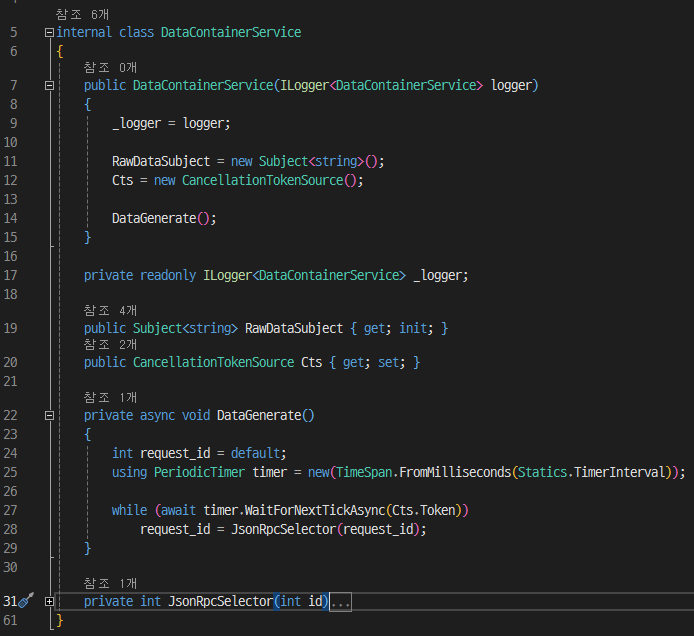 참조 6개
5 internal class DataContainerService
6 {
참조 0개
7 public DataContainerService(ILogger<DataContainerService> logger)
8 {
9 _logger = logger;
10
11 RawDataSubject = new Subject<string>();
12 Cts = new CancellationTokenSource();
13
14 DataGenerate();
15 }
16
17 private readonly ILogger<DataContainerService> _logger;
18
참조 4개
19 public Subject<string> RawDataSubject { get; init; }
참조 2개
20 public CancellationTokenSource Cts { get; set; }
21
참조 1개
22 private async void DataGenerate()
23 {
24 int request_id = default;
25 using PeriodicTimer timer = new(TimeSpan.FromMilliseconds(Statics.TimerInterval));
26
27 while (await timer.WaitForNextTickAsync(Cts.Token))
28 request_id = JsonRpcSelector(request_id);
29 }
30
참조 1개
31 private int JsonRpcSelector(int id)...
61 }